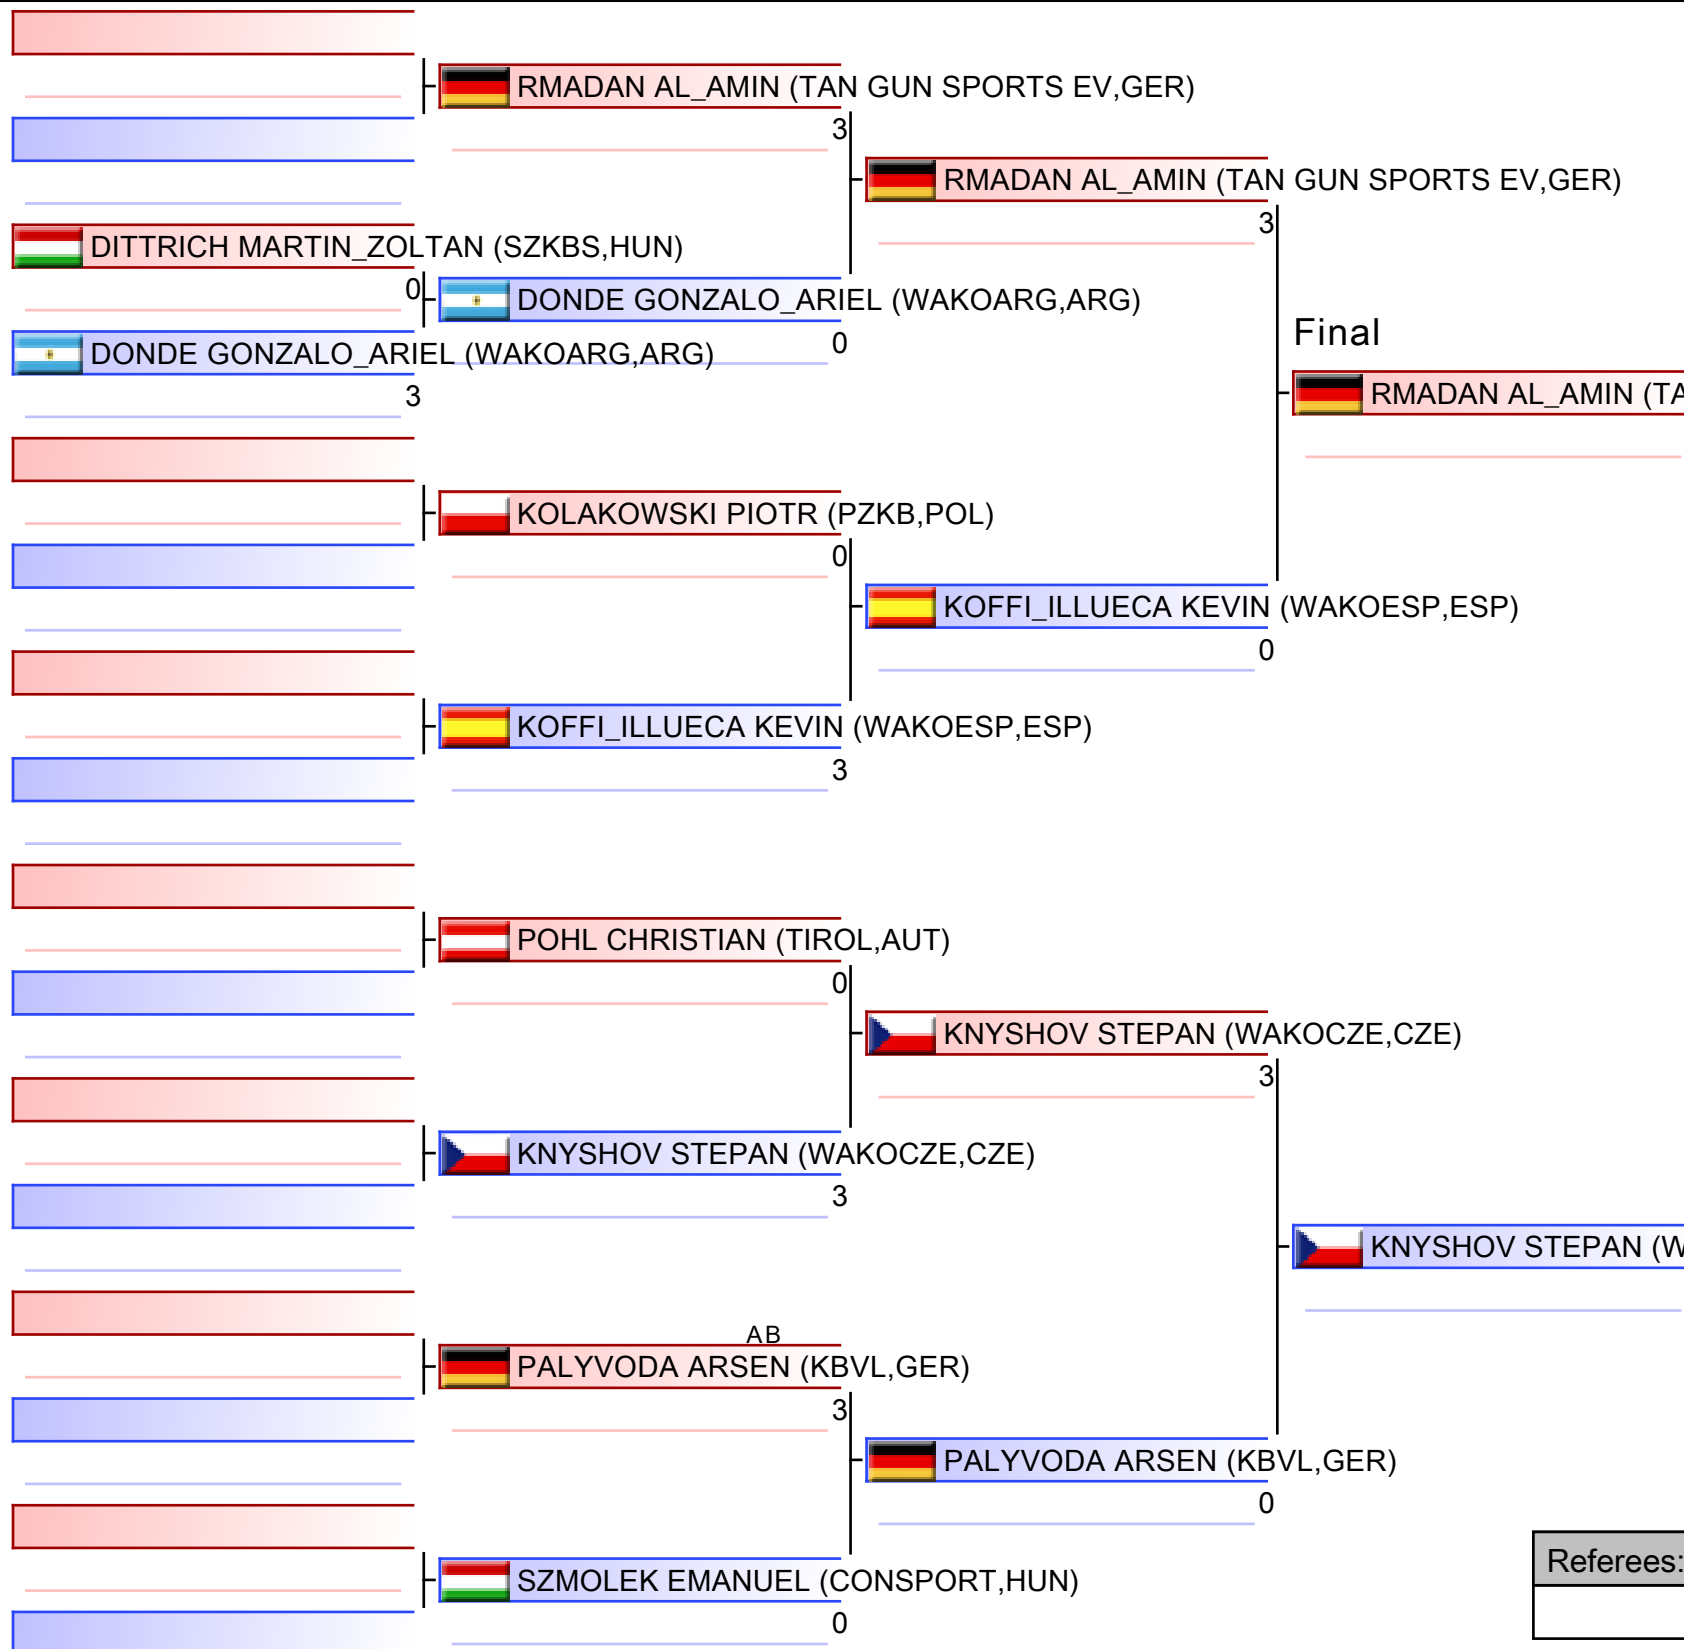 RMADAN AL_AMIN (TAN GUN SPORTS EV,GER)
3
RMADAN AL_AMIN (TAN GUN SPORTS EV,GER)
3
DITTRICH MARTIN_ZOLTAN (SZKBS,HUN)
0
DONDE GONZALO_ARIEL (WAKOARG,ARG)
0
DONDE GONZALO_ARIEL (WAKOARG,ARG)
3
Final
RMADAN AL_AMIN (TA
KOLAKOWSKI PIOTR (PZKB,POL)
0
KOFFI_ILLUECA KEVIN (WAKOESP,ESP)
0
KOFFI_ILLUECA KEVIN (WAKOESP,ESP)
3
POHL CHRISTIAN (TIROL,AUT)
0
KNYSHOV STEPAN (WAKOCZE,CZE)
3
KNYSHOV STEPAN (WAKOCZE,CZE)
3
KNYSHOV STEPAN (W
AB
PALYVODA ARSEN (KBVL,GER)
3
PALYVODA ARSEN (KBVL,GER)
0
SZMOLEK EMANUEL (CONSPORT,HUN)
0
Referees: